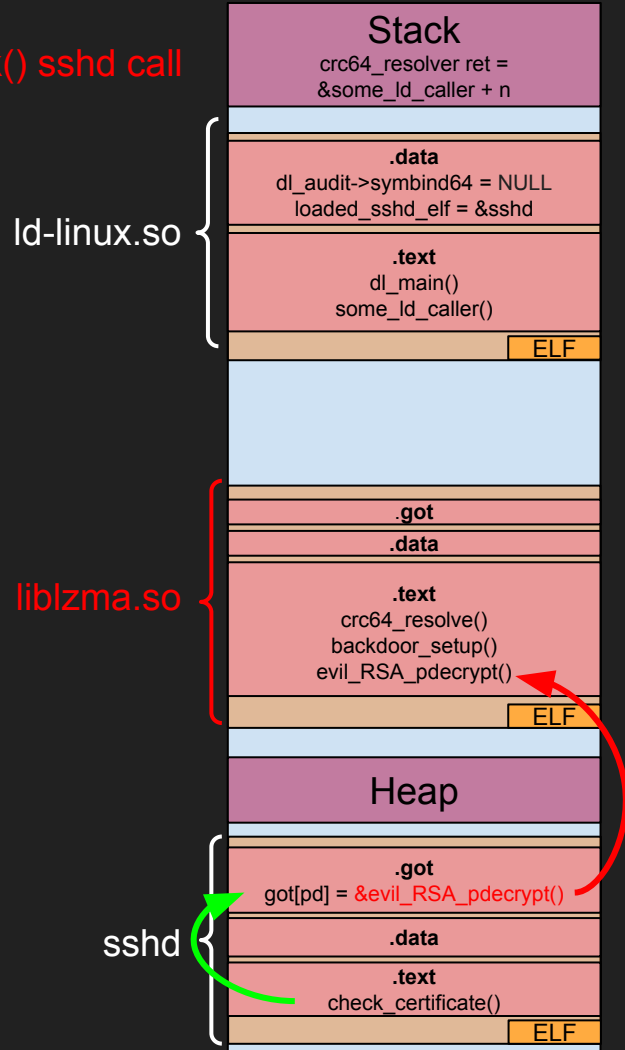 () sshd call
Stack
crc64_resolver ret =
&some_ld_caller + n
ld-linux.so
.data
dl_audit->symbind64 = NULL
loaded_sshd_elf = &sshd
.text
dl_main()
some_ld_caller()
ELF
liblzma.so
.got
.data
.text
crc64_resolve()
backdoor_setup()
evil_RSA_pdecrypt()
ELF
Heap
sshd
.got
got[pd] = &evil_RSA_pdecrypt()
.data
.text
check_certificate()
ELF